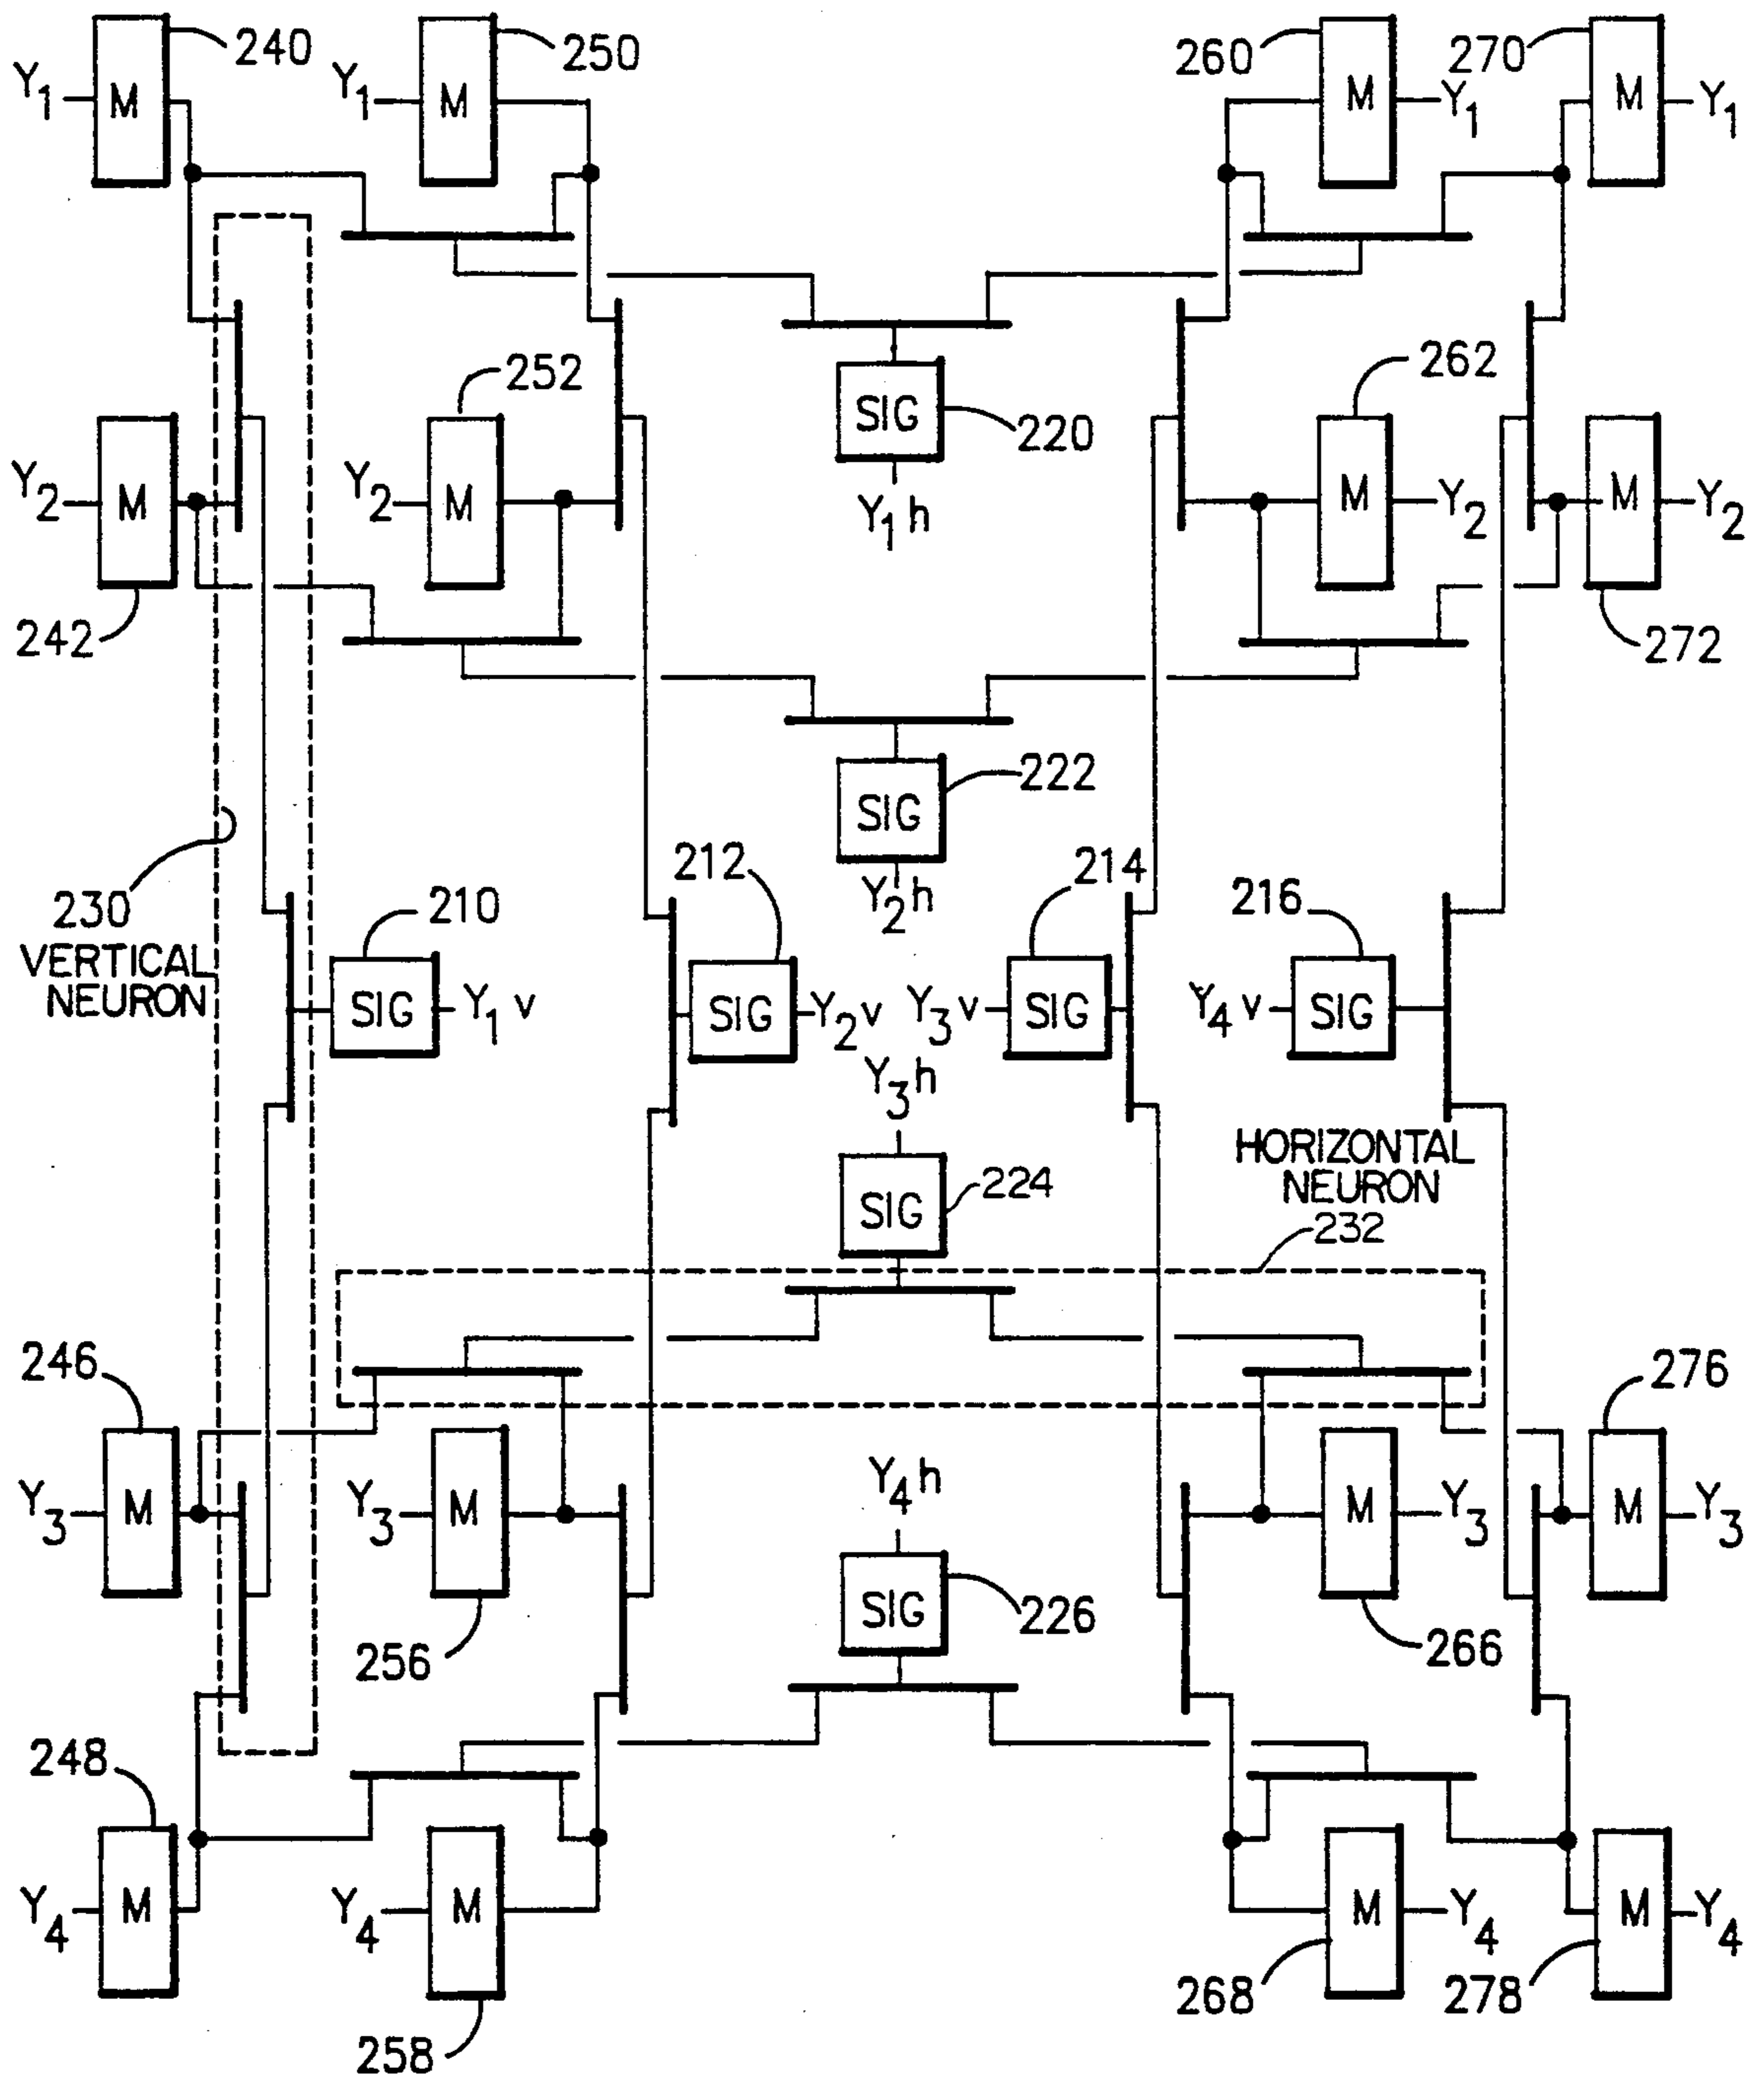 240 250 260 270
Y1 M Y1 M M Y1 M Y1
252 262
SIG 220
Y2 M Y2 M M Y2 M Y2
Y1h
242 272
222
SIG
212 214
230 210 Y2h 216
VERTICAL
NEURON
SIG Y1v SIG Y2v Y3v SIG Y4v SIG
Y3h
HORIZONTAL
NEURON
SIG 224
232
246 276
Y3 M Y3 M Y4h M Y3 M Y3
SIG 226
256 266
248
Y4 M Y4 M M Y4 M Y4
268 278
258